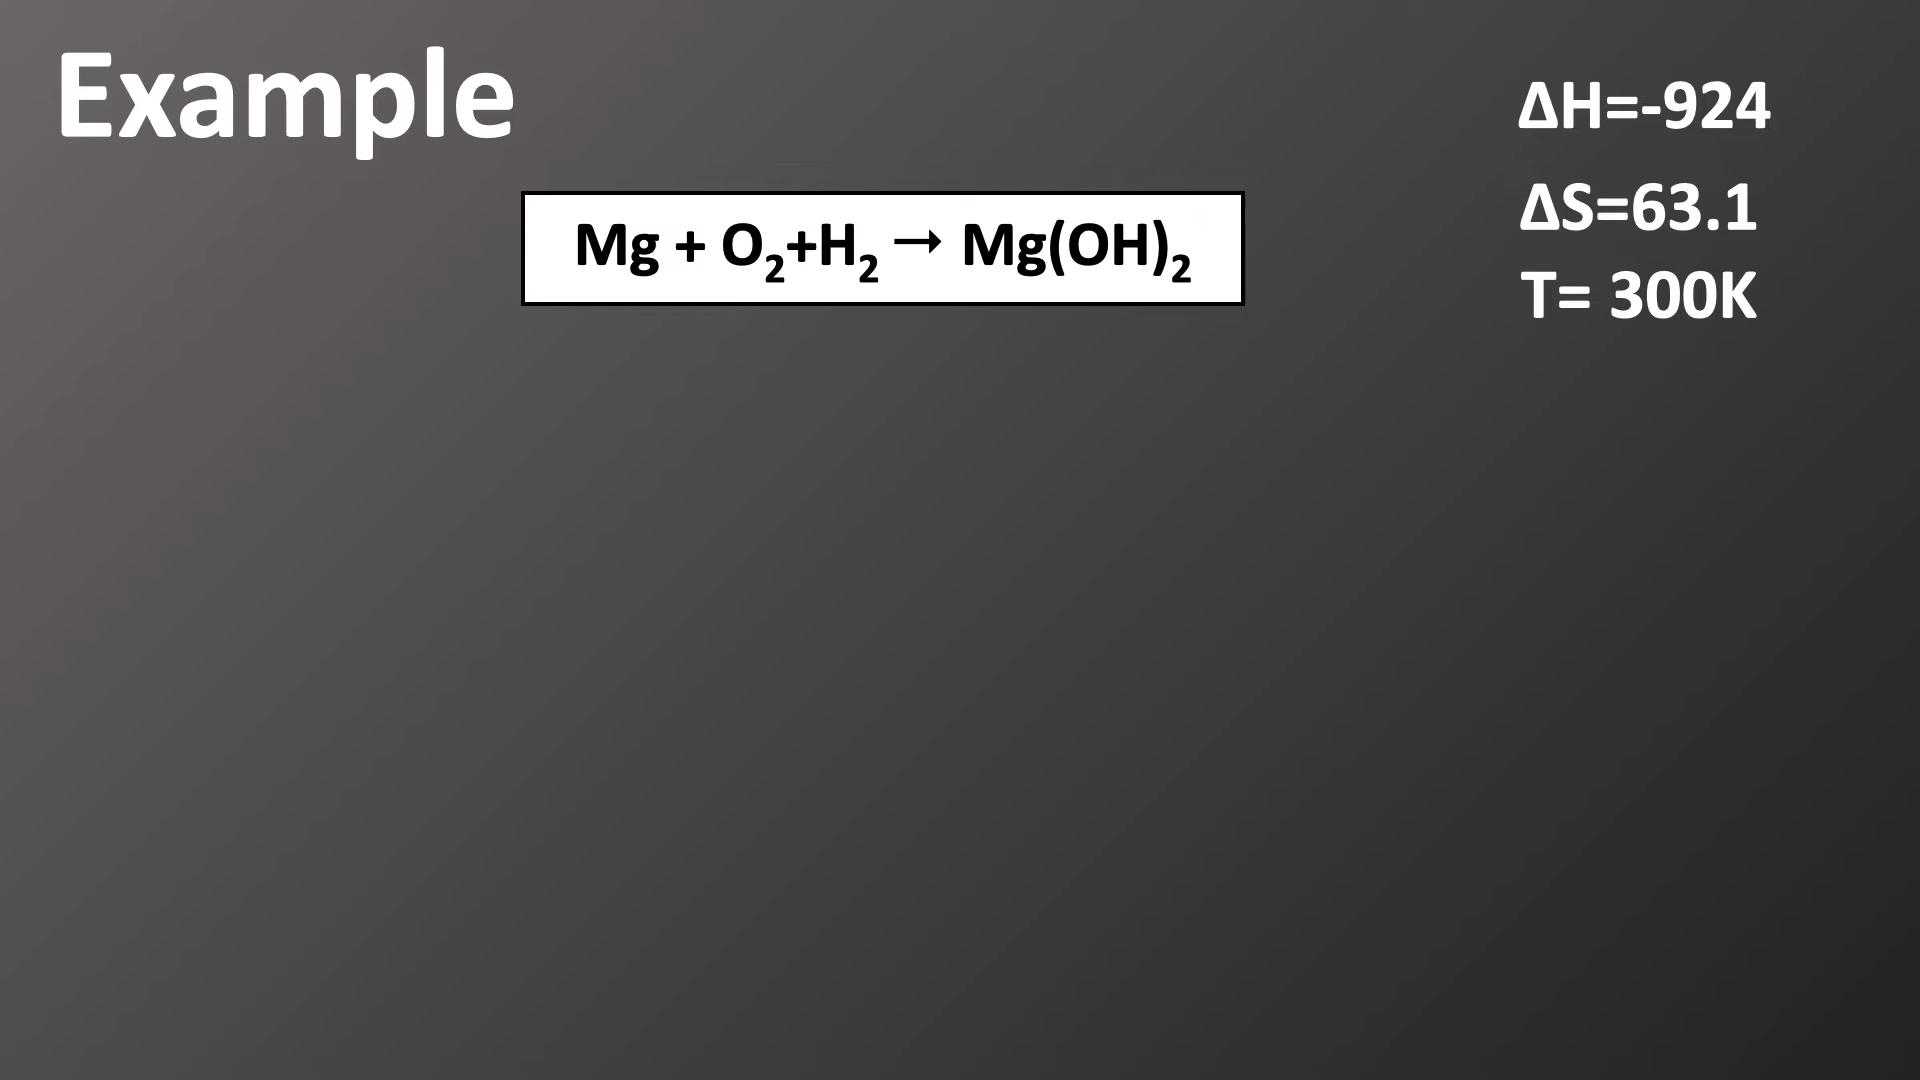 Example
ΔH=-924
ΔS=63.1
T= 300K
Mg + O₂+H₂ → Mg(OH)₂